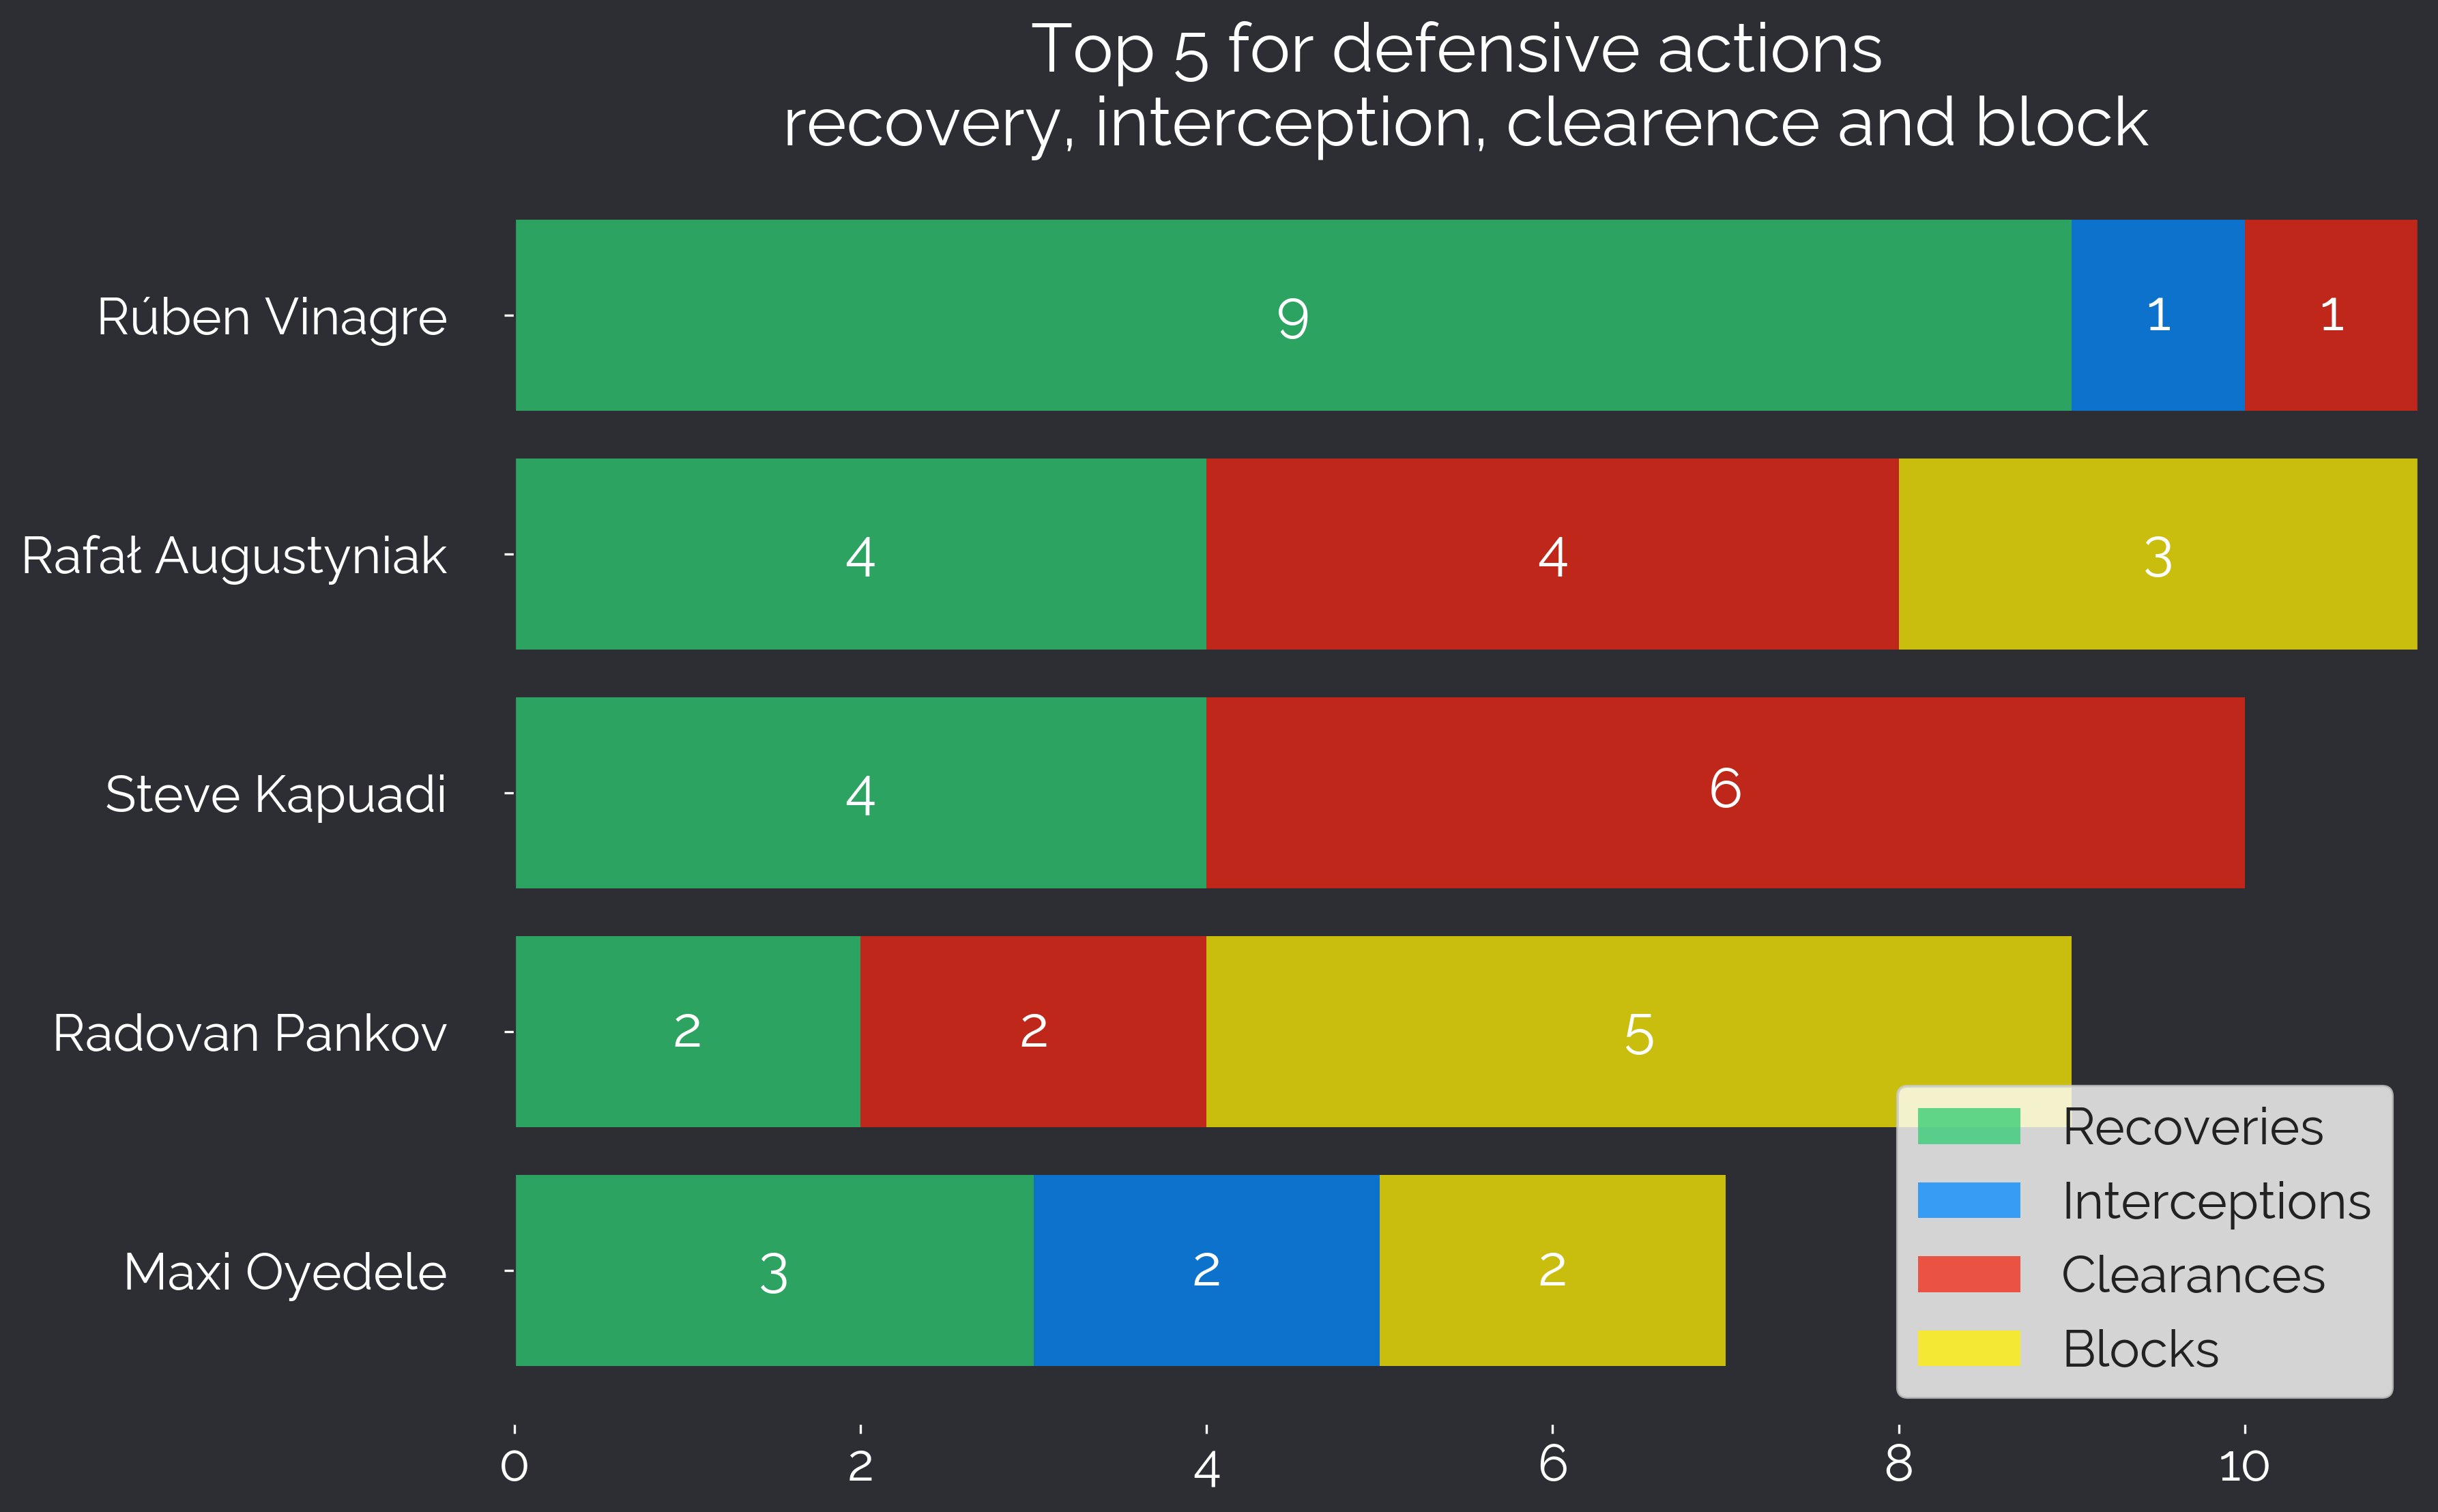 Top 5 for defensive actions
recovery, interception, clearence and block
Rúben Vinagre
9
1
1
Rafał Augustyniak
4
4
3
Steve Kapuadi
4
6
Radovan Pankov
2
2
5
Maxi Oyedele
3
2
2
Recoveries
Interceptions
Clearances
Blocks
0 2 4 6 8 10